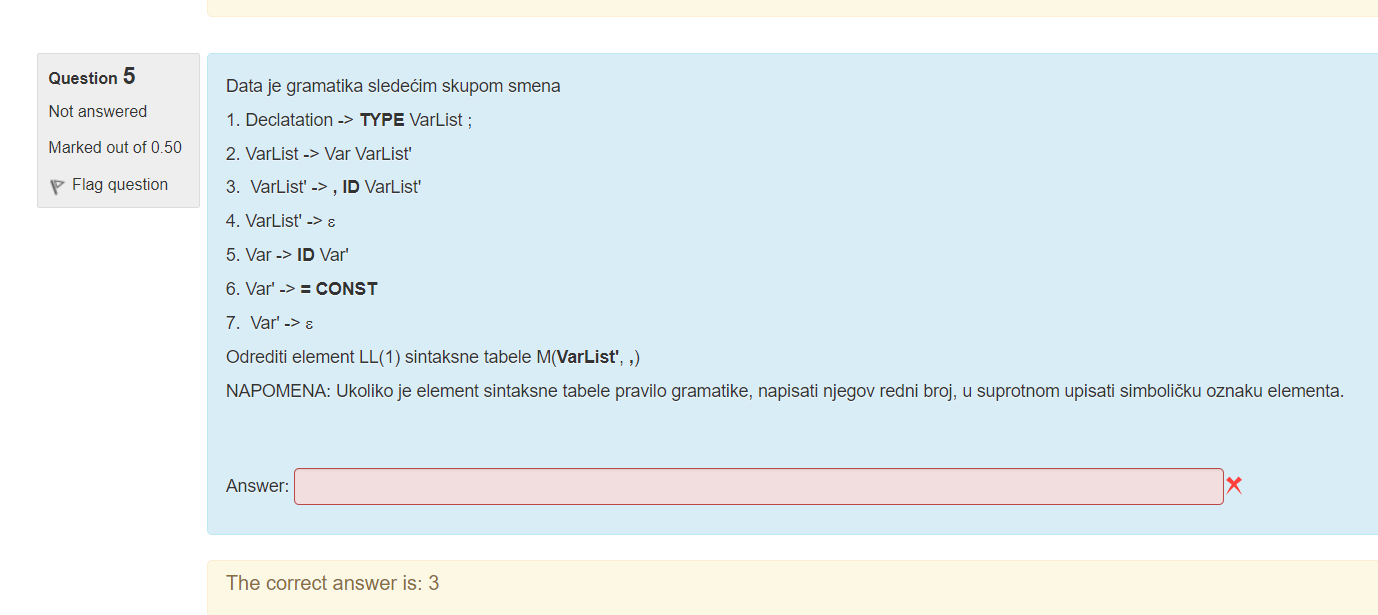 Question 5
Not answered
Marked out of 0.50
Flag question
Data je gramatika sledećim skupom smena
1. Declatation -> TYPE VarList ;
2. VarList -> Var VarList'
3. VarList' -> , ID VarList'
4. VarList' -> ε
5. Var -> ID Var'
6. Var' -> = CONST
7. Var' -> ε
Odrediti element LL(1) sintaksne tabele M(VarList', ,)
NAPOMENA: Ukoliko je element sintaksne tabele pravilo gramatike, napisati njegov redni broj, u suprotnom upisati simboličku oznaku elementa.
Answer:
The correct answer is: 3